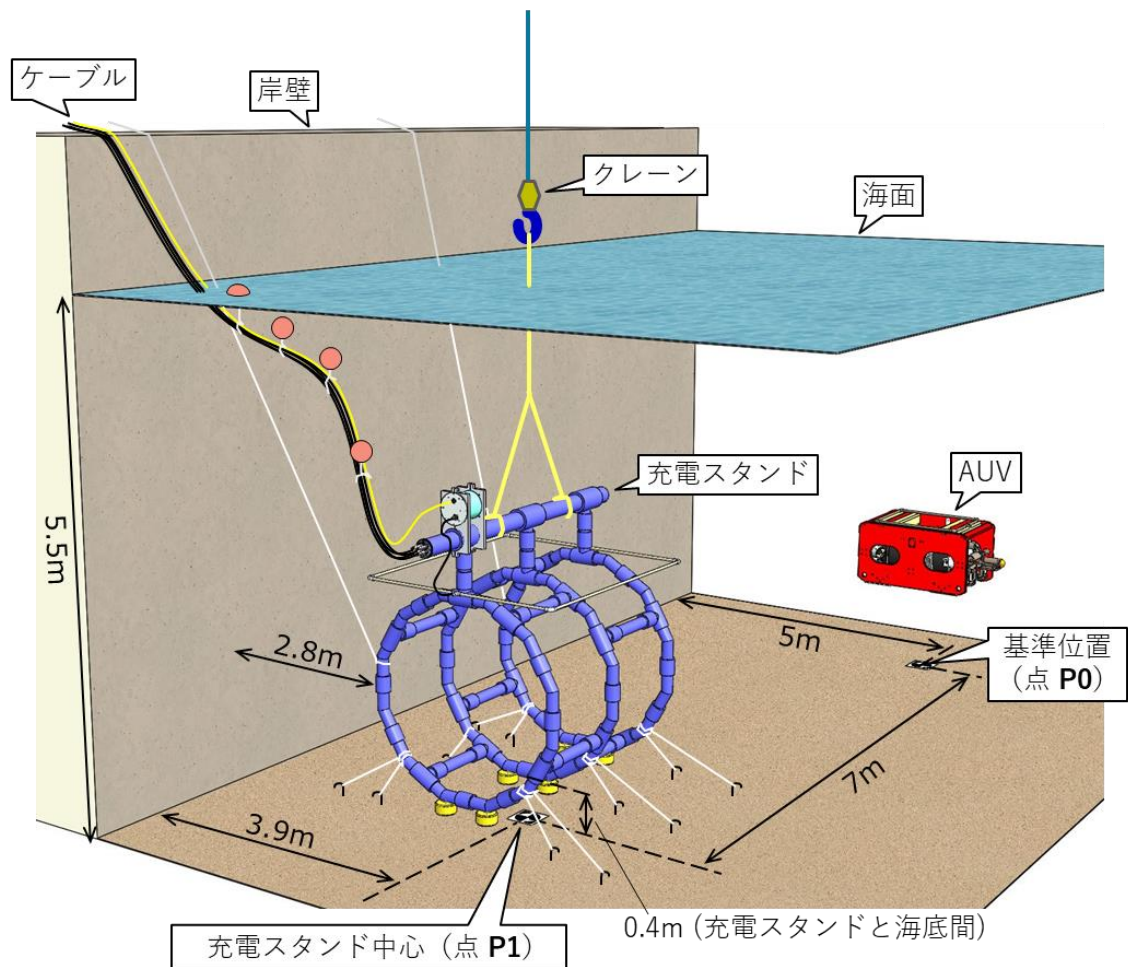 ケーブル
岸壁
クレーン
海面
充電スタンド
AUV
5.5m
2.8m
5m
基準位置
（点 P0）
7m
3.9m
0.4m (充電スタンドと海底間)
充電スタンド中心（点 P1）